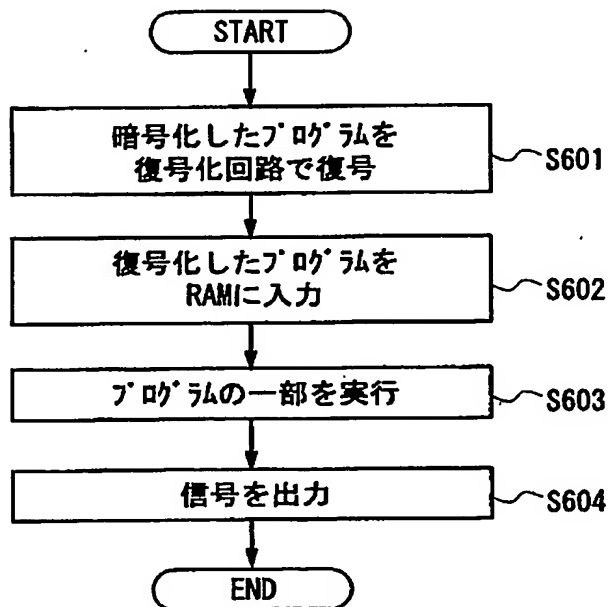 START
暗号化したﾌﾟﾛｸﾞﾗﾑを
復号化回路で復号
S601
復号化したﾌﾟﾛｸﾞﾗﾑを
RAMに入力
S602
ﾌﾟﾛｸﾞﾗﾑの一部を実行
S603
信号を出力
S604
END